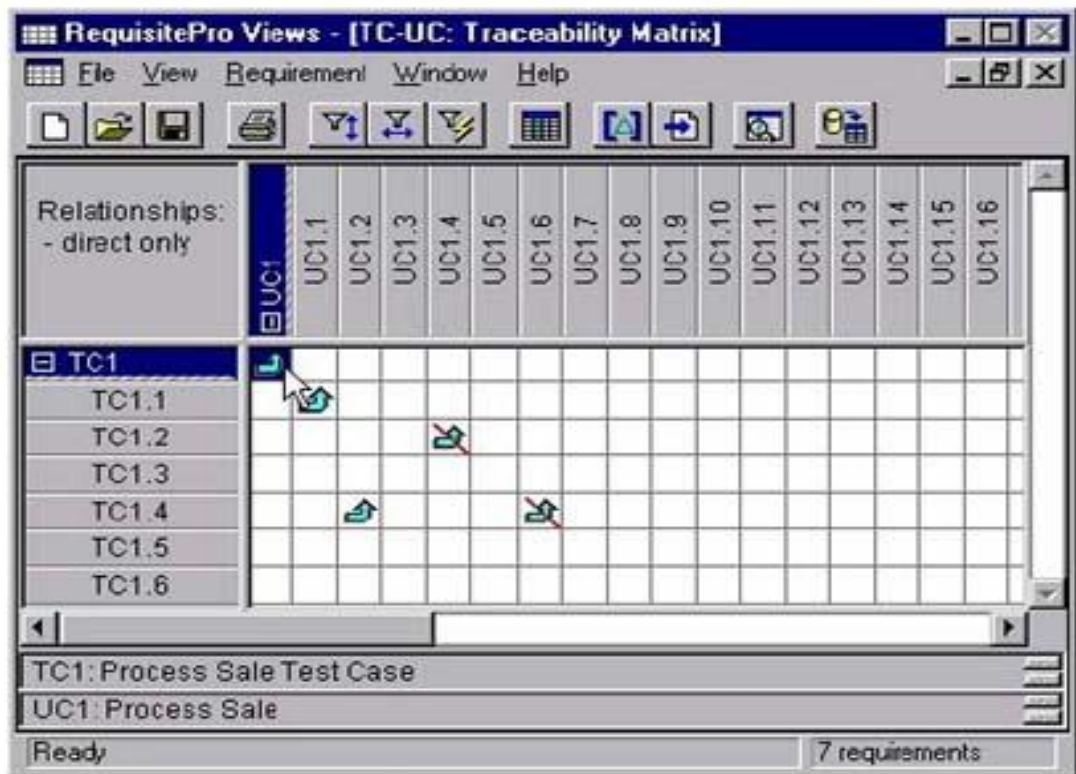 RequisitePro Views - [TC-UC: Traceability Matrix]
File View Requirement Window Help
Relationships:
- direct only
UC1
UC1.1
UC1.2
UC1.3
UC1.4
UC1.5
UC1.6
UC1.7
UC1.8
UC1.9
UC1.10
UC1.11
UC1.12
UC1.13
UC1.14
UC1.15
UC1.16
TC1
TC1.1
TC1.2
TC1.3
TC1.4
TC1.5
TC1.6
TC1: Process Sale Test Case
UC1: Process Sale
Ready 7 requirements